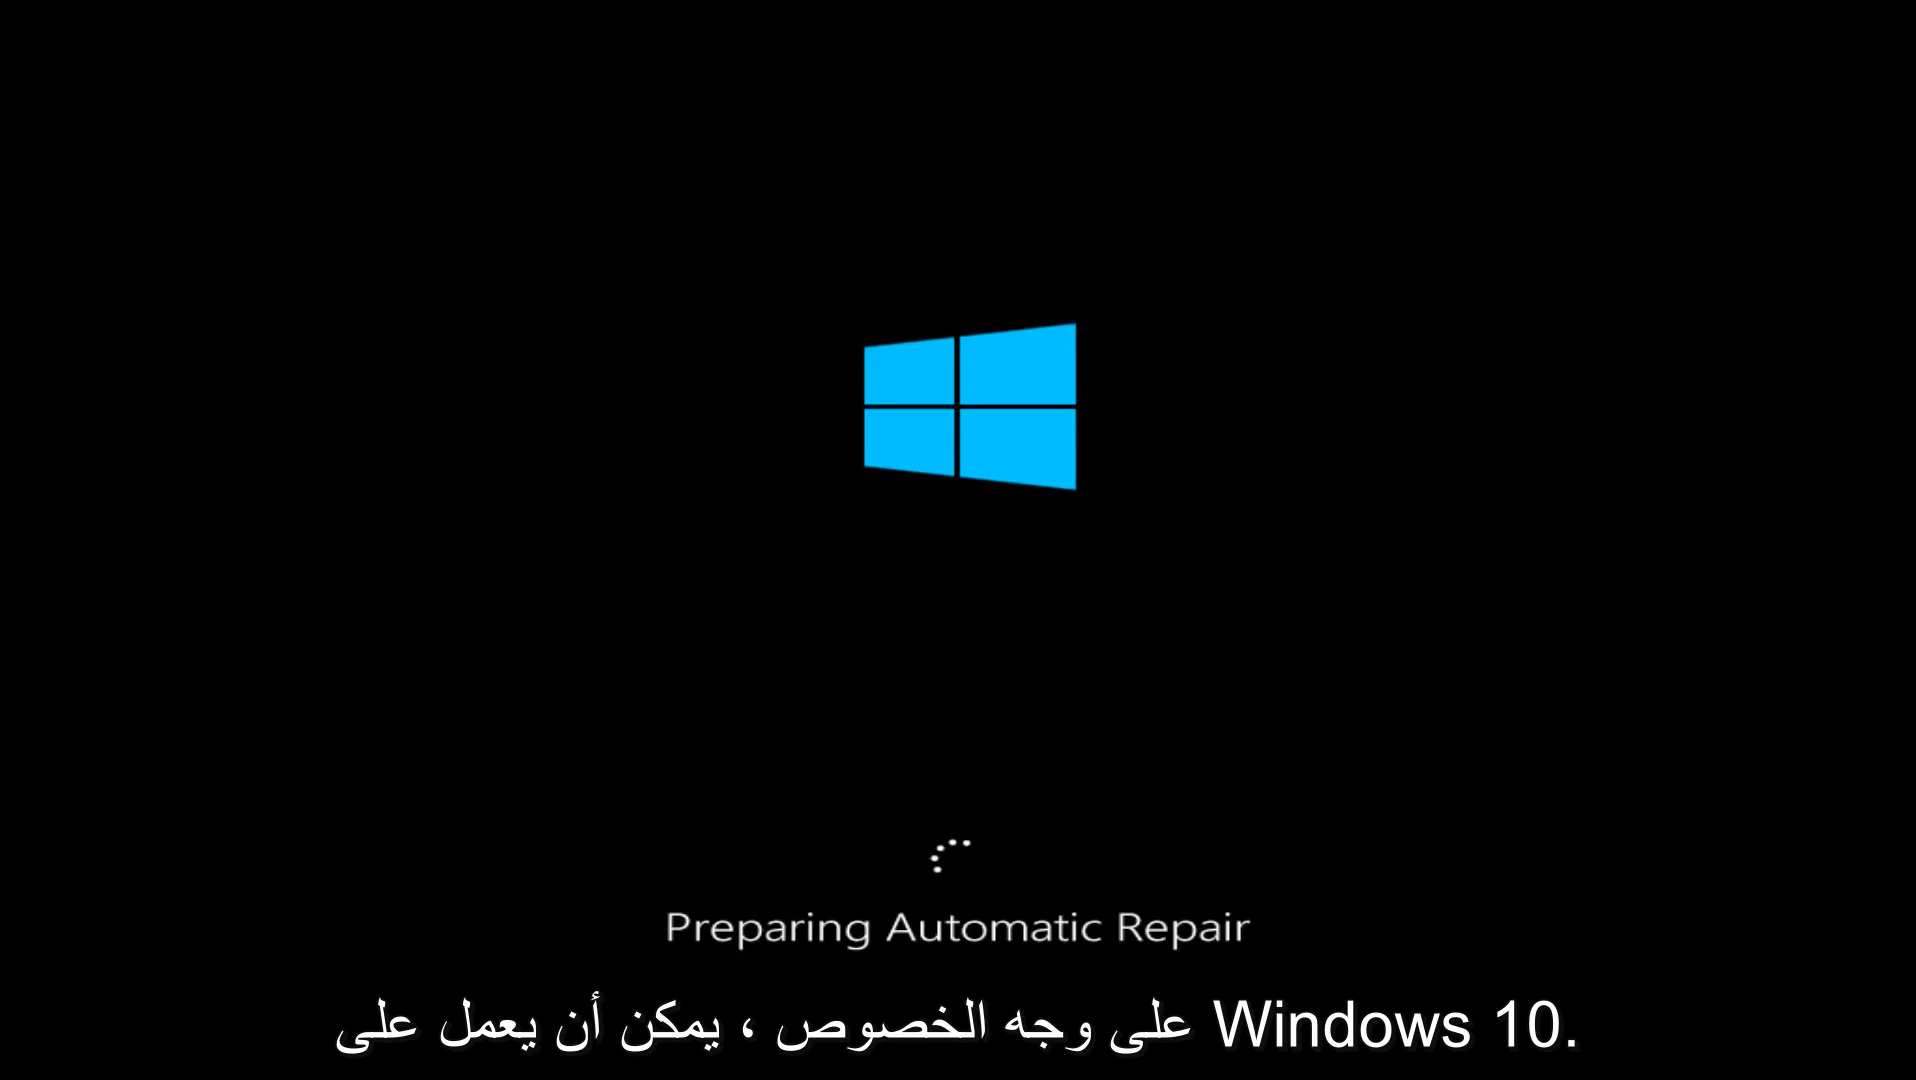 Preparing Automatic Repair
على وجه الخصوص ، يمكن أن يعمل على Windows 10.